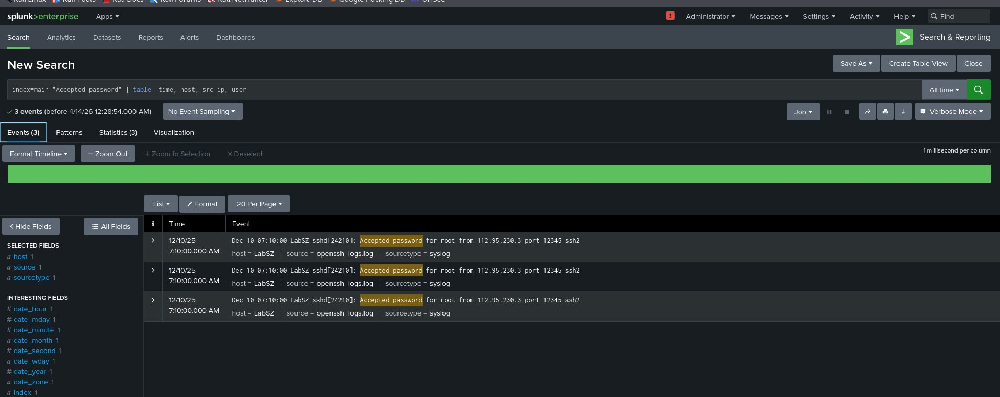 Kali Linux Kali Tools Kali Docs Kali Forums Kali NetHunter Exploit-DB Google Hacking DB OffSec
splunk>enterprise Apps ! Administrator Messages Settings Activity Help Find
Search Analytics Datasets Reports Alerts Dashboards Search & Reporting
New Search Save As Create Table View Close
index=main "Accepted password" | table _time, host, src_ip, user All time
3 events (before 4/14/26 12:28:54.000 AM) No Event Sampling Job Verbose Mode
Events (3) Patterns Statistics (3) Visualization
Format Timeline – Zoom Out + Zoom to Selection × Deselect 1 millisecond per column
List Format 20 Per Page
< Hide Fields All Fields
i Time Event
SELECTED FIELDS
a host 1
a source 1
a sourcetype 1
INTERESTING FIELDS
# date_hour 1
# date_mday 1
# date_minute 1
a date_month 1
# date_second 1
a date_wday 1
# date_year 1
a date_zone 1
a index 1
> 12/10/25 Dec 10 07:10:00 LabSZ sshd[24210]: Accepted password for root from 112.95.230.3 port 12345 ssh2
7:10:00.000 AM host = LabSZ source = openssh_logs.log sourcetype = syslog
> 12/10/25 Dec 10 07:10:00 LabSZ sshd[24210]: Accepted password for root from 112.95.230.3 port 12345 ssh2
7:10:00.000 AM host = LabSZ source = openssh_logs.log sourcetype = syslog
> 12/10/25 Dec 10 07:10:00 LabSZ sshd[24210]: Accepted password for root from 112.95.230.3 port 12345 ssh2
7:10:00.000 AM host = LabSZ source = openssh_logs.log sourcetype = syslog